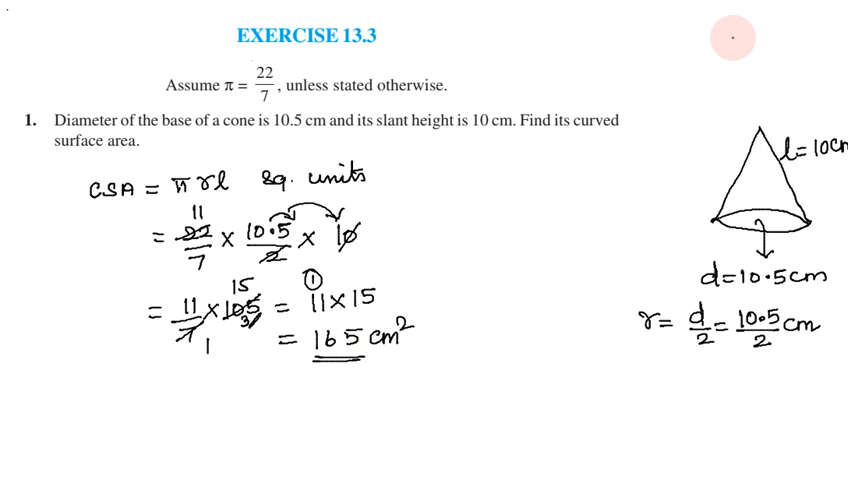 EXERCISE 13.3
Assume π = 22/7, unless stated otherwise.
1. Diameter of the base of a cone is 10.5 cm and its slant height is 10 cm. Find its curved
surface area.
CSA = πrl sq. units
= 22/7 × 10.5/2 × 10
11
= 11/7 × 105 = 11 × 15
15
1
1
= 165 cm²
l = 10cm
d = 10.5cm
r = d/2 = 10.5/2 cm